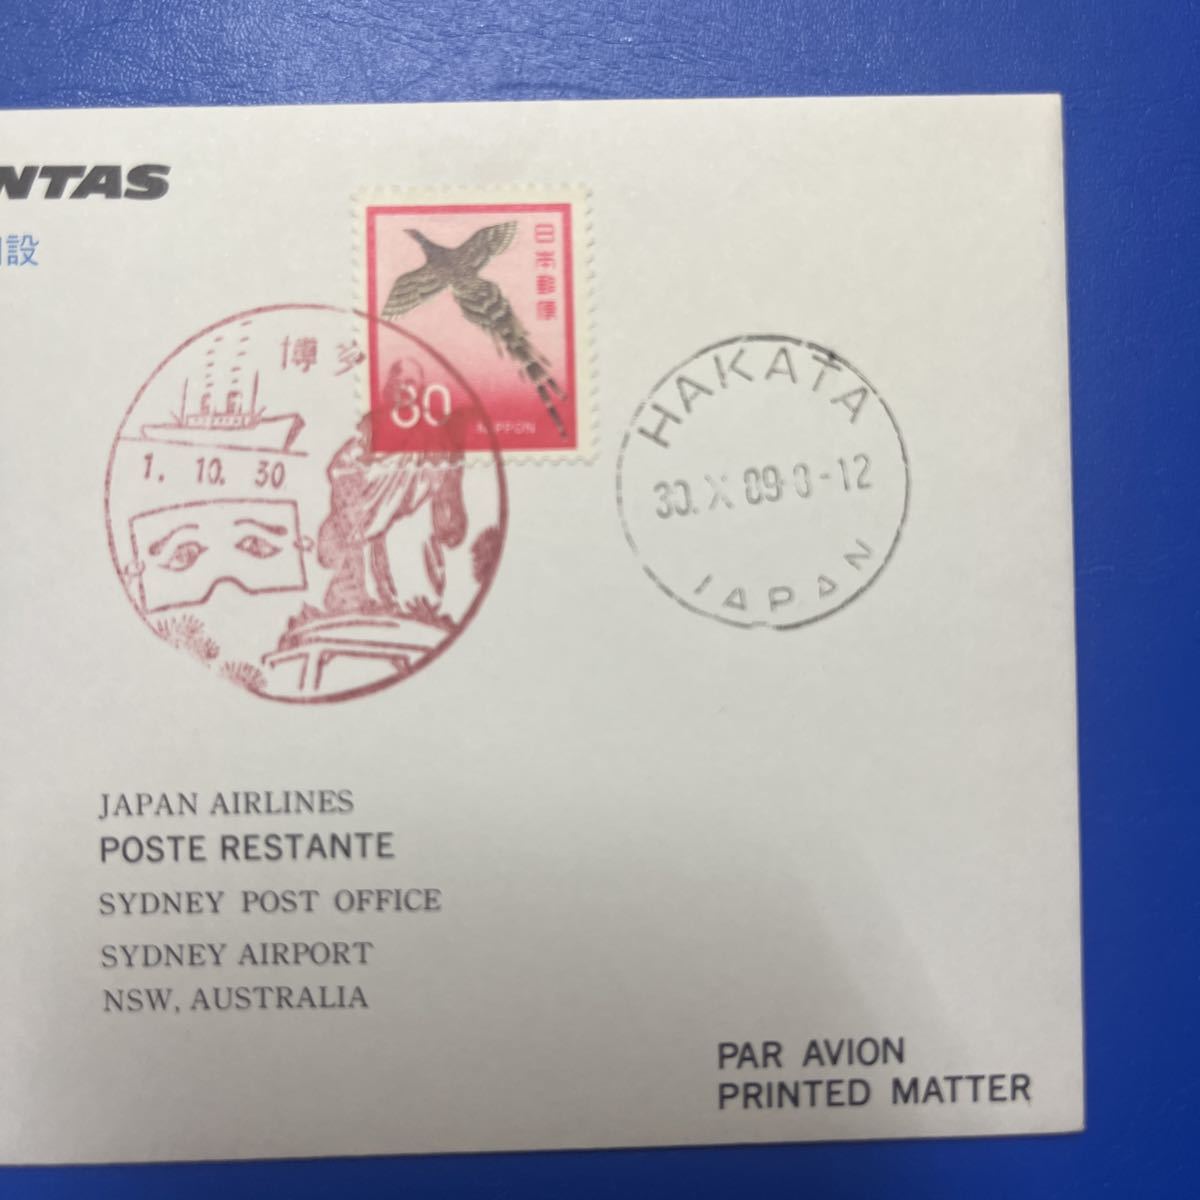 NTAS
設
日本郵便
80
NIPPON
博多
1. 10. 30
HAKATA
30. X 89 8-12
JAPAN
JAPAN AIRLINES
POSTE RESTANTE
SYDNEY POST OFFICE
SYDNEY AIRPORT
NSW, AUSTRALIA
PAR AVION
PRINTED MATTER